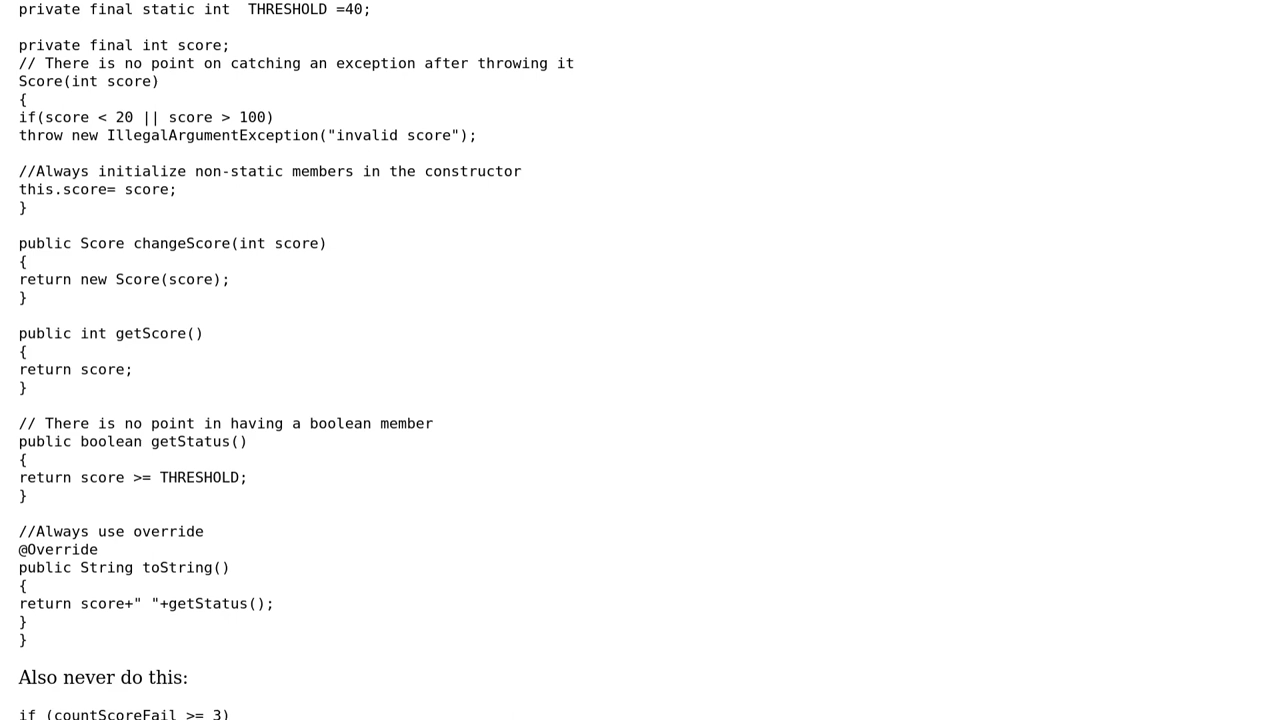 private final static int  THRESHOLD =40;
private final int score;
// There is no point on catching an exception after throwing it
Score(int score)
{
if(score < 20 || score > 100)
throw new IllegalArgumentException("invalid score");
//Always initialize non-static members in the constructor
this.score= score;
}
public Score changeScore(int score)
{
return new Score(score);
}
public int getScore()
{
return score;
}
// There is no point in having a boolean member
public boolean getStatus()
{
return score >= THRESHOLD;
}
//Always use override
@Override
public String toString()
{
return score+" "+getStatus();
}
}
Also never do this:
if (countScoreFail >= 3)